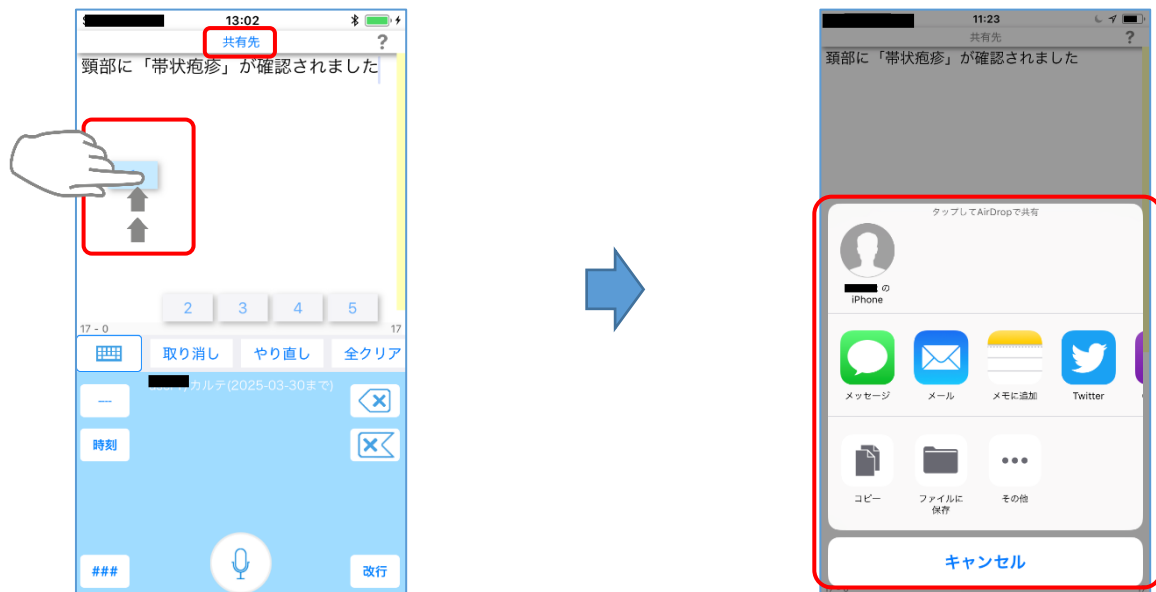 13:02
共有先
?
頸部に「帯状疱疹」が確認されました
2 3 4 5
17 - 0
17
取り消し やり直し 全クリア
カルテ(2025-03-30まで)
時刻
###
改行
11:23
共有先
?
頸部に「帯状疱疹」が確認されました
タップしてAirDropで共有
の
iPhone
メッセージ メール メモに追加 Twitter
コピー ファイルに
保存 その他
キャンセル